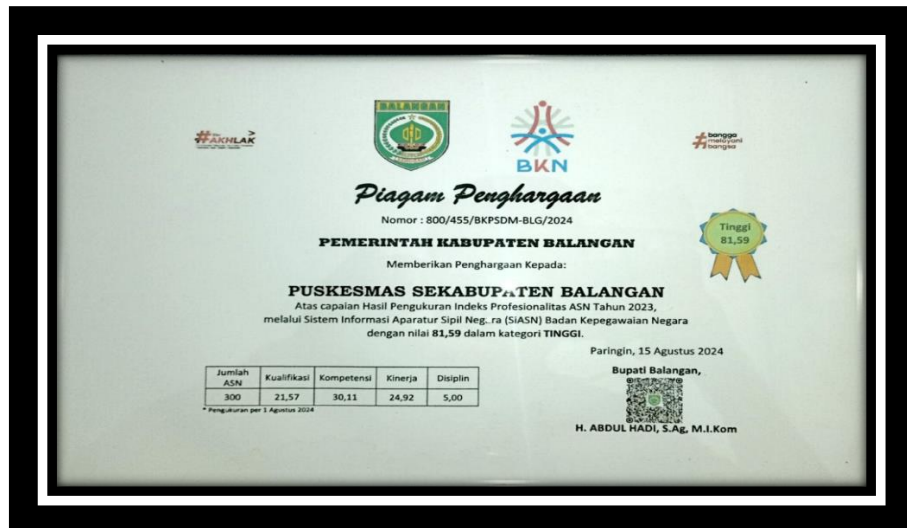 #AKHLAK
BALANGAN
BKN
#bangga
melayani
bangsa
Piagam Penghargaan
Nomor : 800/455/BKPSDM-BLG/2024
PEMERINTAH KABUPATEN BALANGAN
Memberikan Penghargaan Kepada:
Tinggi
81,59
PUSKESMAS SEKABUPATEN BALANGAN
Atas capaian Hasil Pengukuran Indeks Profesionalitas ASN Tahun 2023,
melalui Sistem Informasi Aparatur Sipil Negara (SiASN) Badan Kepegawaian Negara
dengan nilai 81,59 dalam kategori TINGGI.
Paringin, 15 Agustus 2024
Bupati Balangan,
H. ABDUL HADI, S.Ag, M.I.Kom
Jumlah ASN Kualifikasi Kompetensi Kinerja Disiplin
300 21,57 30,11 24,92 5,00
* Pengukuran per 1 Agustus 2024